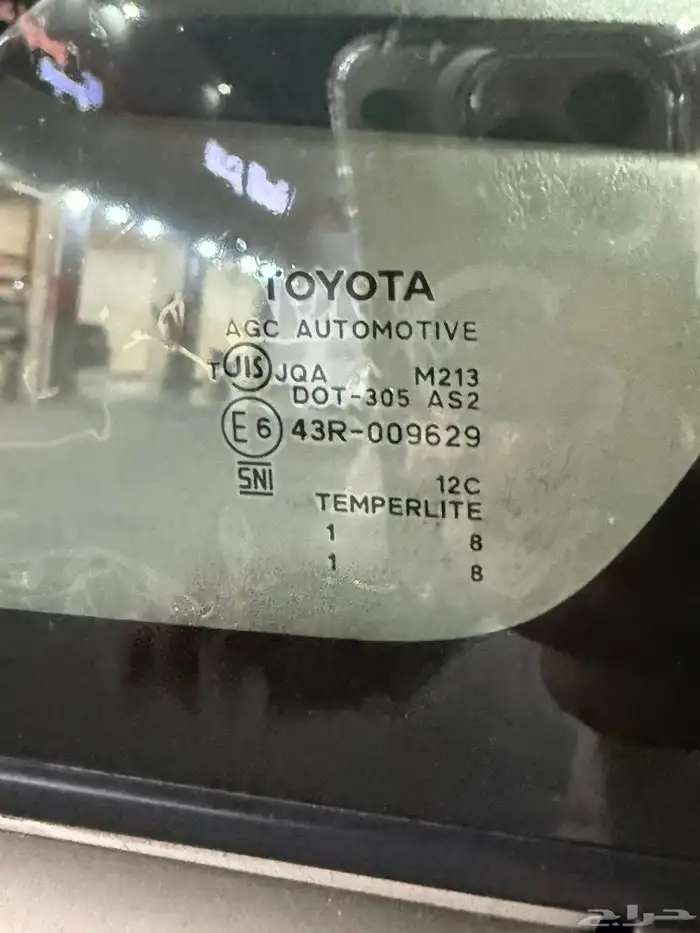 TOYOTA
AGC AUTOMOTIVE
T JIS JQA M213
DOT-305 AS2
E6 43R-009629
SNI
12C
TEMPERLITE
1 8
1 8
حراج